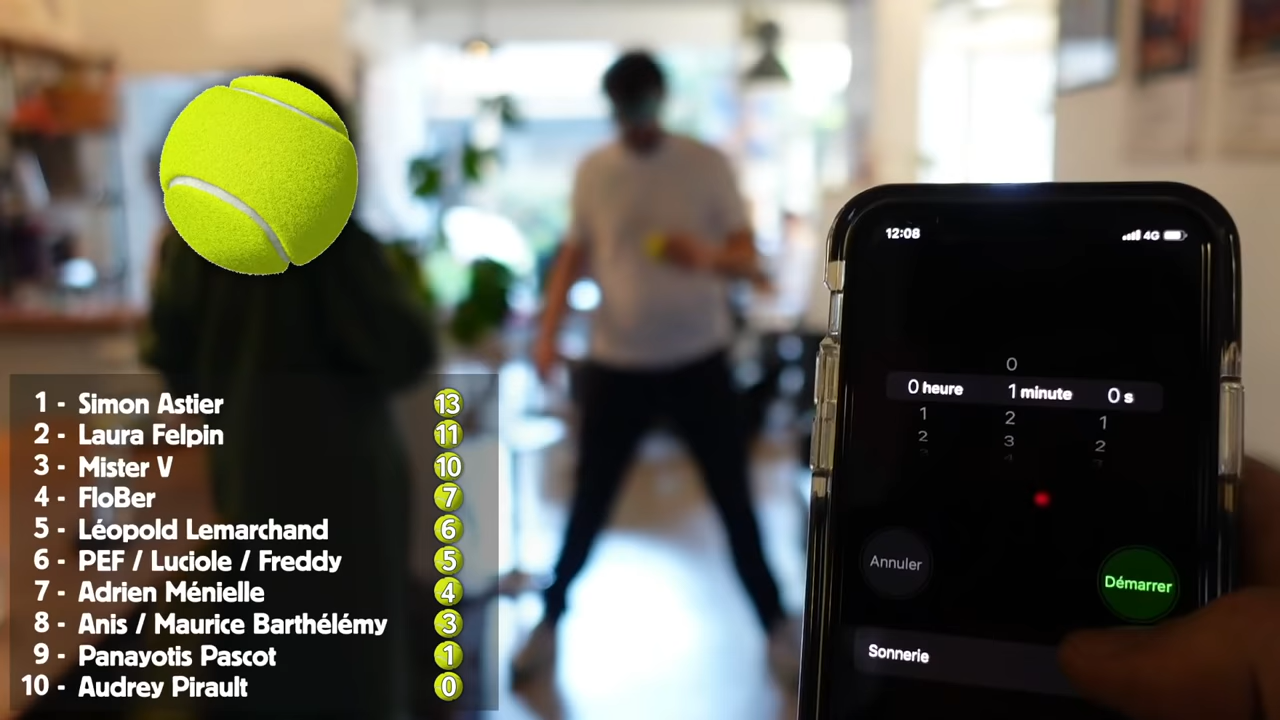 1 - Simon Astier 13
2 - Laura Felpin 11
3 - Mister V 10
4 - FloBer 7
5 - Léopold Lemarchand 6
6 - PEF / Luciole / Freddy 5
7 - Adrien Ménielle 4
8 - Anis / Maurice Barthélémy 3
9 - Panayotis Pascot 1
10 - Audrey Pirault 0
12:08 4G
0
0 heure 1 minute 0 s
1 2 1
2 3 2
Annuler Démarrer
Sonnerie